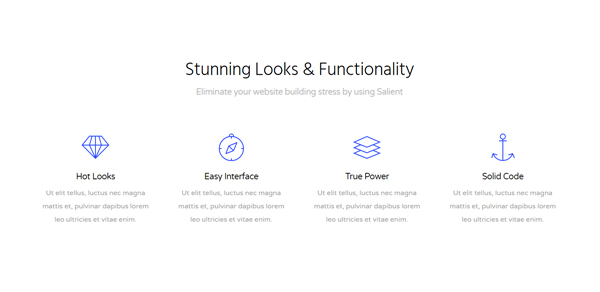 Stunning Looks & Functionality
Eliminate your website building stress by using Salient
Hot Looks
Ut elit tellus, luctus nec magna
mattis et, pulvinar dapibus lorem
leo ultricies et vitae enim.
Easy Interface
Ut elit tellus, luctus nec magna
mattis et, pulvinar dapibus lorem
leo ultricies et vitae enim.
True Power
Ut elit tellus, luctus nec magna
mattis et, pulvinar dapibus lorem
leo ultricies et vitae enim.
Solid Code
Ut elit tellus, luctus nec magna
mattis et, pulvinar dapibus lorem
leo ultricies et vitae enim.